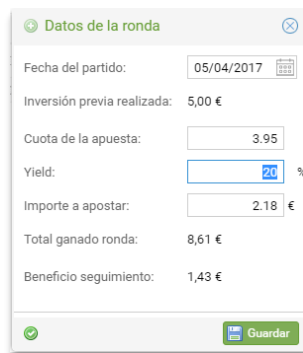 Datos de la ronda
Fecha del partido: 05/04/2017
Inversión previa realizada: 5,00 €
Cuota de la apuesta: 3.95
Yield: 20 %
Importe a apostar: 2.18 €
Total ganado ronda: 8,61 €
Beneficio seguimiento: 1,43 €
Guardar